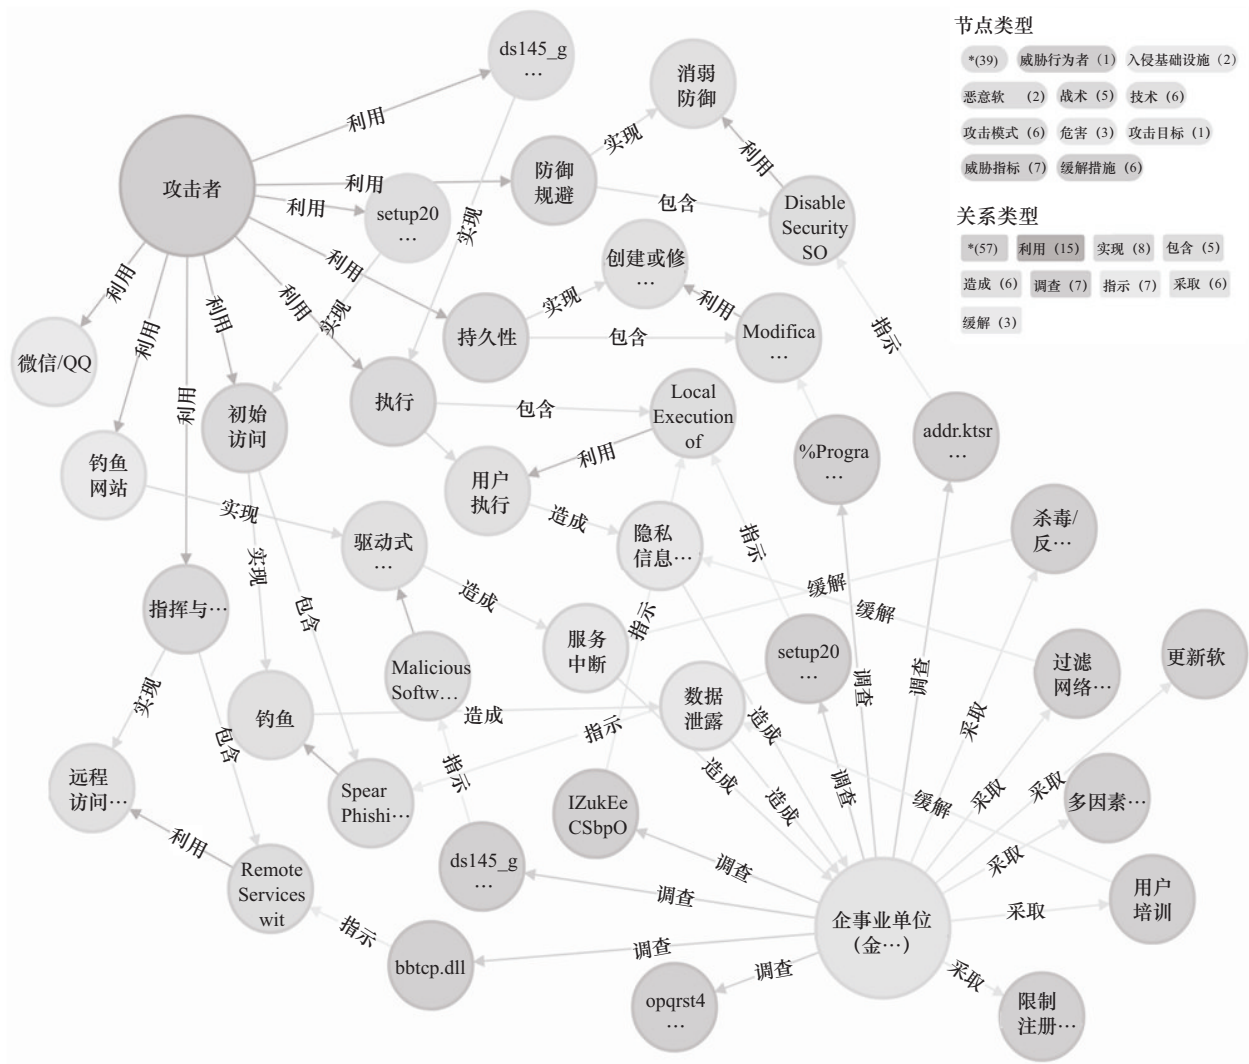 节点类型
*(39)
威胁行为者（1）
入侵基础设施（2）
恶意软 （2）
战术（5）
技术（6）
攻击模式（6）
危害（3）
攻击目标（1）
威胁指标（7）
缓解措施（6）
关系类型
*(57)
利用（15）
实现（8）
包含（5）
造成（6）
调查（7）
指示（7）
采取（6）
缓解（3）
ds145_g
…
消弱
防御
利用
实现
攻击者
利用
防御
规避
利用
利用
setup20
…
包含
Disable
Security
SO
实现
利用
创建或修
…
利用
利用
利用
利用
实现
实现
利用
持久性
包含
Modifica
…
指示
微信/QQ
利用
利用
初始
访问
执行
包含
Local
Execution
of
%Progra
…
addr.ktsr
…
钓鱼
网站
用户
执行
利用
实现
造成
驱动式
…
隐私
信息…
指示
杀毒/
反…
实现
缓解
指挥与…
包含
造成
指示
缓解
服务
中断
setup20
…
更新软
Malicious
Softw…
过滤
网络…
调查
调查
实现
钓鱼
造成
数据
泄露
造成
采取
包含
指示
远程
访问…
指示
造成
造成
调查
采取
采取
Spear
Phishi…
IZukEe
CSbpO
缓解
多因素…
利用
ds145_g
…
调查
采取
Remote
Services
wit
调查
用户
培训
采取
企事业单位
（金…）
指示
调查
bbtcp.dll
调查
采取
opqrst4
…
限制
注册…